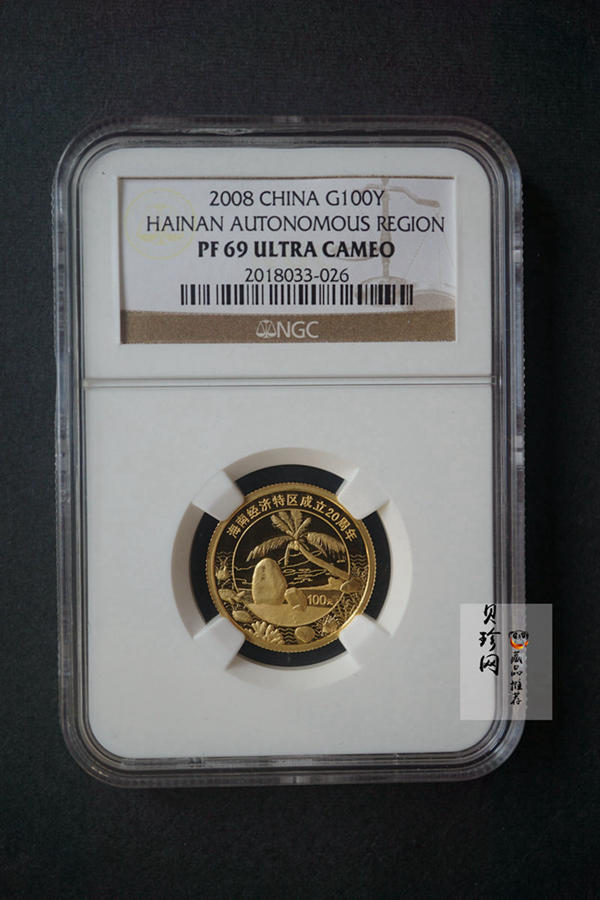 2008 CHINA G100Y
HAINAN AUTONOMOUS REGION
PF 69 ULTRA CAMEO
2018033-026
NGC
海南经济特区成立20周年
100元
贝珍网
藏品推荐